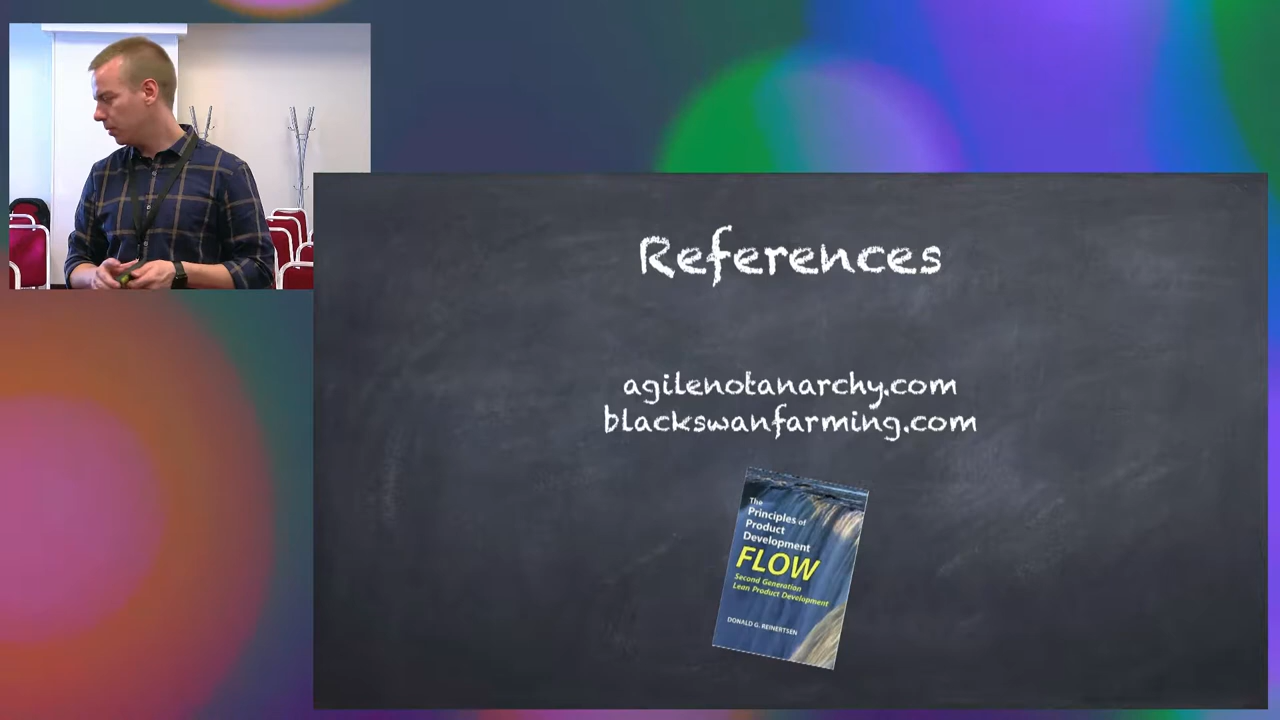 References
agilenotanarchy.com
blackswanfarming.com
The
Principles of
Product
Development
FLOW
Second Generation
Lean Product Development
DONALD G. REINERTSEN